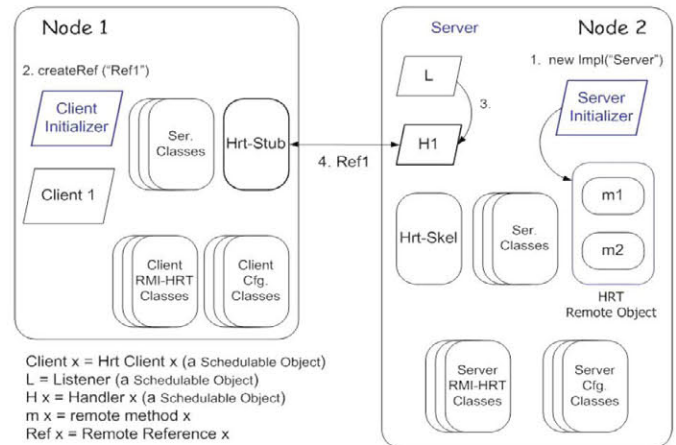 Node 1
2. createRef ("Ref1")
Client
Initializer
Ser.
Classes
Hrt-Stub
Client 1
Client
RMI-HRT
Classes
Client
Cfg.
Classes
4. Ref1
Server
Node 2
1. new Impl("Server")
L
3.
Server
Initializer
H1
m1
m2
Hrt-Skel
Ser.
Classes
HRT
Remote Object
Server
RMI-HRT
Classes
Server
Cfg.
Classes
Client x = Hrt Client x (a Schedulable Object)
L = Listener (a Schedulable Object)
H x = Handler x (a Schedulable Object)
m x = remote method x
Ref x = Remote Reference x